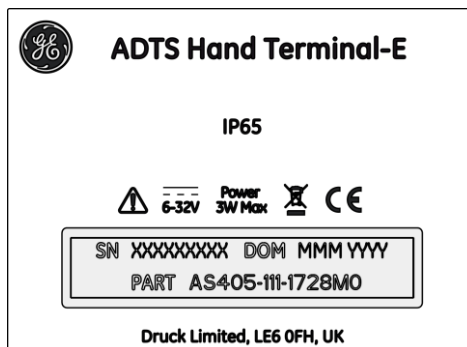 GE
ADTS Hand Terminal-E
IP65
6-32V
Power
3W Max
CE
SN XXXXXXXXX DOM MMM YYYY
PART AS405-111-1728M0
Druck Limited, LE6 0FH, UK